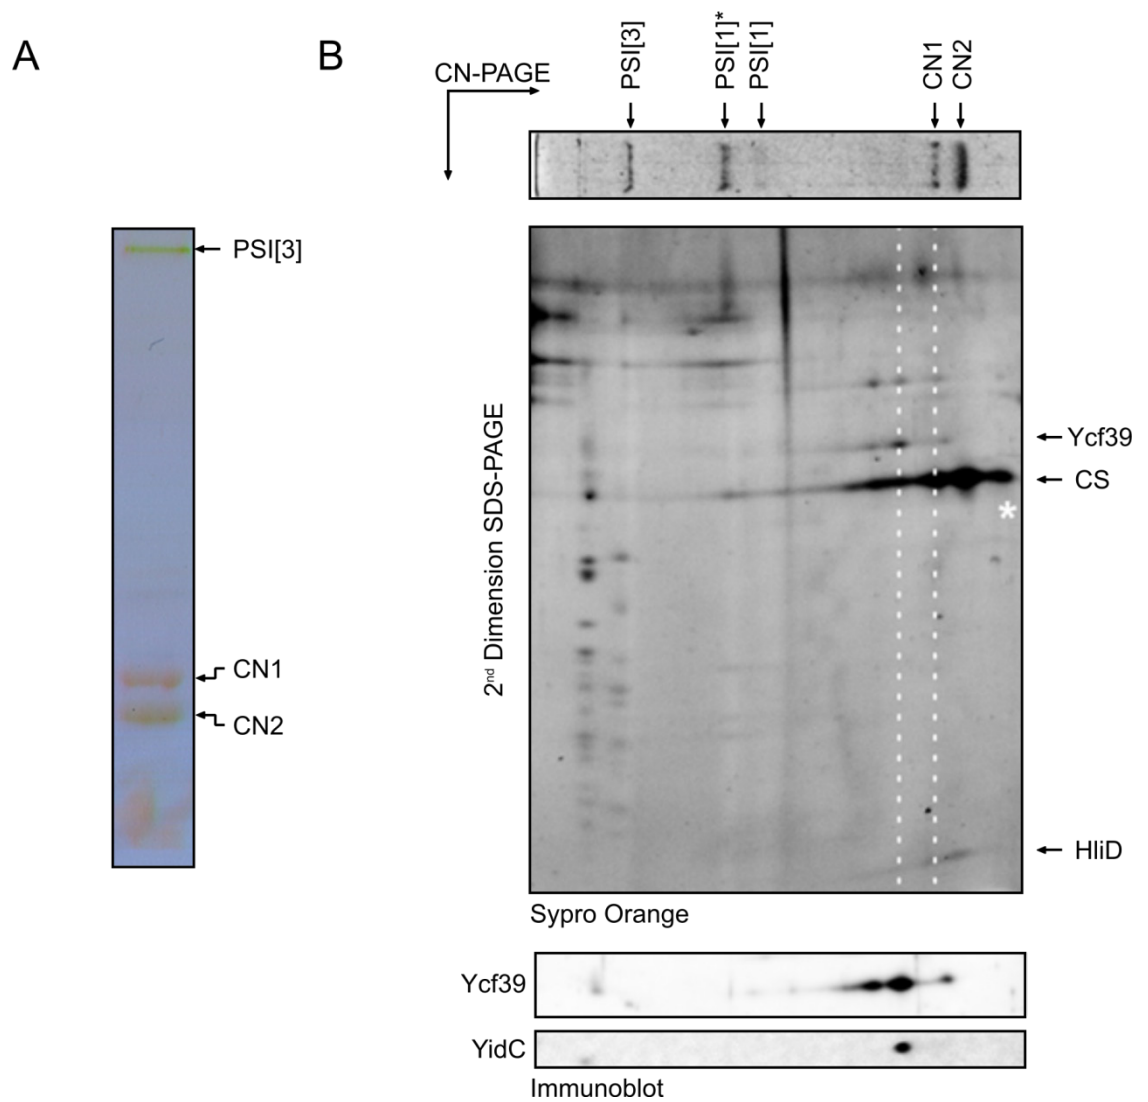 A
B
CN-PAGE
PSI[3]
PSI[1]*
PSI[1]
CN1
CN2
PSI[3]
CN1
CN2
2nd Dimension SDS-PAGE
Ycf39
CS
*
HliD
Sypro Orange
Ycf39
YidC
Immunoblot